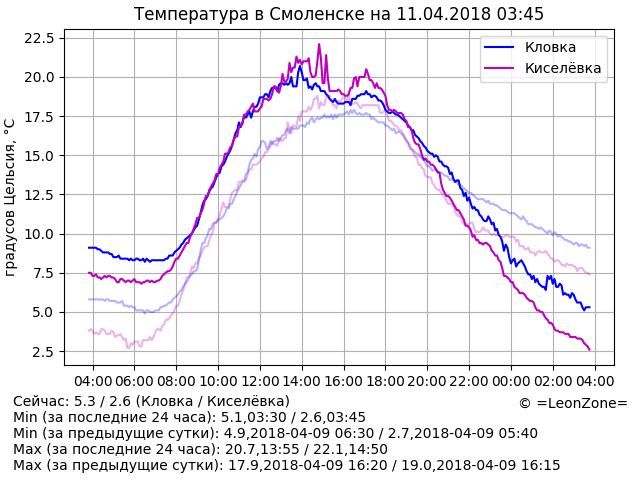 Температура в Смоленске на 11.04.2018 03:45
градусов Цельсия, °C
22.5
20.0
17.5
15.0
12.5
10.0
7.5
5.0
2.5
Кловка
Киселёвка
04:00 06:00 08:00 10:00 12:00 14:00 16:00 18:00 20:00 22:00 00:00 02:00 04:00
Сейчас: 5.3 / 2.6 (Кловка / Киселёвка)
© =LeonZone=
Min (за последние 24 часа): 5.1,03:30 / 2.6,03:45
Min (за предыдущие сутки): 4.9,2018-04-09 06:30 / 2.7,2018-04-09 05:40
Max (за последние 24 часа): 20.7,13:55 / 22.1,14:50
Max (за предыдущие сутки): 17.9,2018-04-09 16:20 / 19.0,2018-04-09 16:15